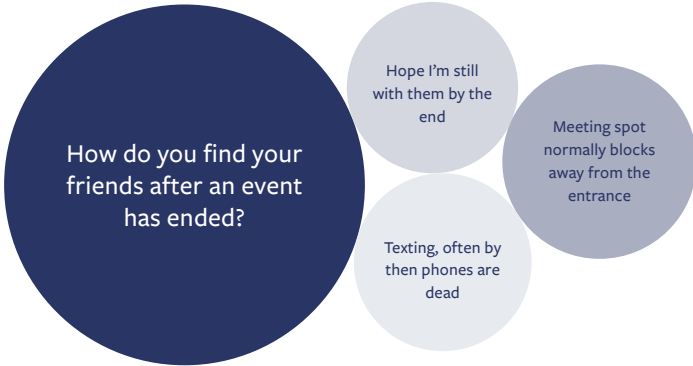 How do you find your
friends after an event
has ended?
Hope I’m still
with them by the
end
Meeting spot
normally blocks
away from the
entrance
Texting, often by
then phones are
dead